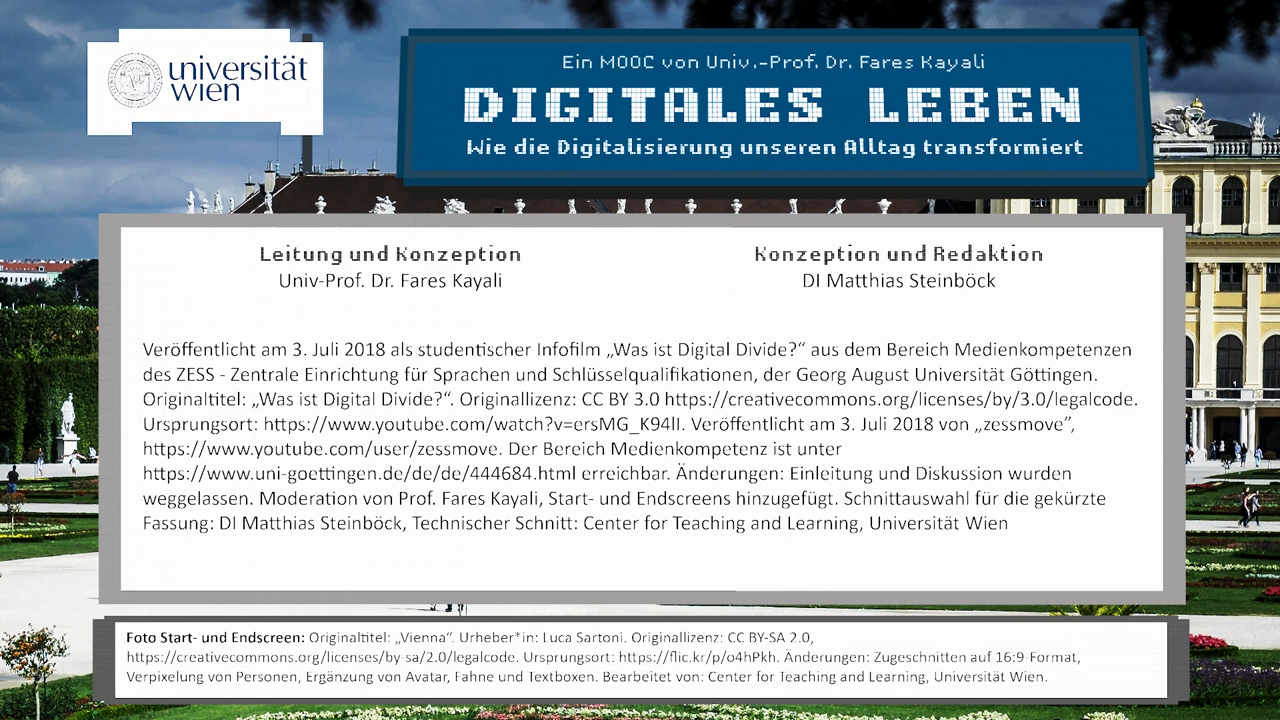 universität
wien
Ein MOOC von Univ.-Prof. Dr. Fares Kayali
DIGITALES LEBEN
Wie die Digitalisierung unseren Alltag transformiert
Leitung und Konzeption
Univ-Prof. Dr. Fares Kayali
Konzeption und Redaktion
DI Matthias Steinböck
Veröffentlicht am 3. Juli 2018 als studentischer Infofilm „Was ist Digital Divide?“ aus dem Bereich Medienkompetenzen
des ZESS - Zentrale Einrichtung für Sprachen und Schlüsselqualifikationen, der Georg August Universität Göttingen.
Originaltitel: „Was ist Digital Divide?“. Originallizenz: CC BY 3.0 https://creativecommons.org/licenses/by/3.0/legalcode.
Ursprungsort: https://www.youtube.com/watch?v=ersMG_K94lI. Veröffentlicht am 3. Juli 2018 von „zessmove”,
https://www.youtube.com/user/zessmove. Der Bereich Medienkompetenz ist unter
https://www.uni-goettingen.de/de/de/444684.html erreichbar. Änderungen: Einleitung und Diskussion wurden
weggelassen. Moderation von Prof. Fares Kayali, Start- und Endscreens hinzugefügt. Schnittauswahl für die gekürzte
Fassung: DI Matthias Steinböck, Technischer Schnitt: Center for Teaching and Learning, Universität Wien
Foto Start- und Endscreen: Originaltitel: „Vienna“. Urheber*in: Luca Sartoni. Originallizenz: CC BY-SA 2.0,
https://creativecommons.org/licenses/by-sa/2.0/legalcode. Ursprungsort: https://flic.kr/p/o4hPkh. Änderungen: Zugeschnitten auf 16:9-Format,
Verpixelung von Personen, Ergänzung von Avatar, Fahne und Textboxen. Bearbeitet von: Center for Teaching and Learning, Universität Wien.